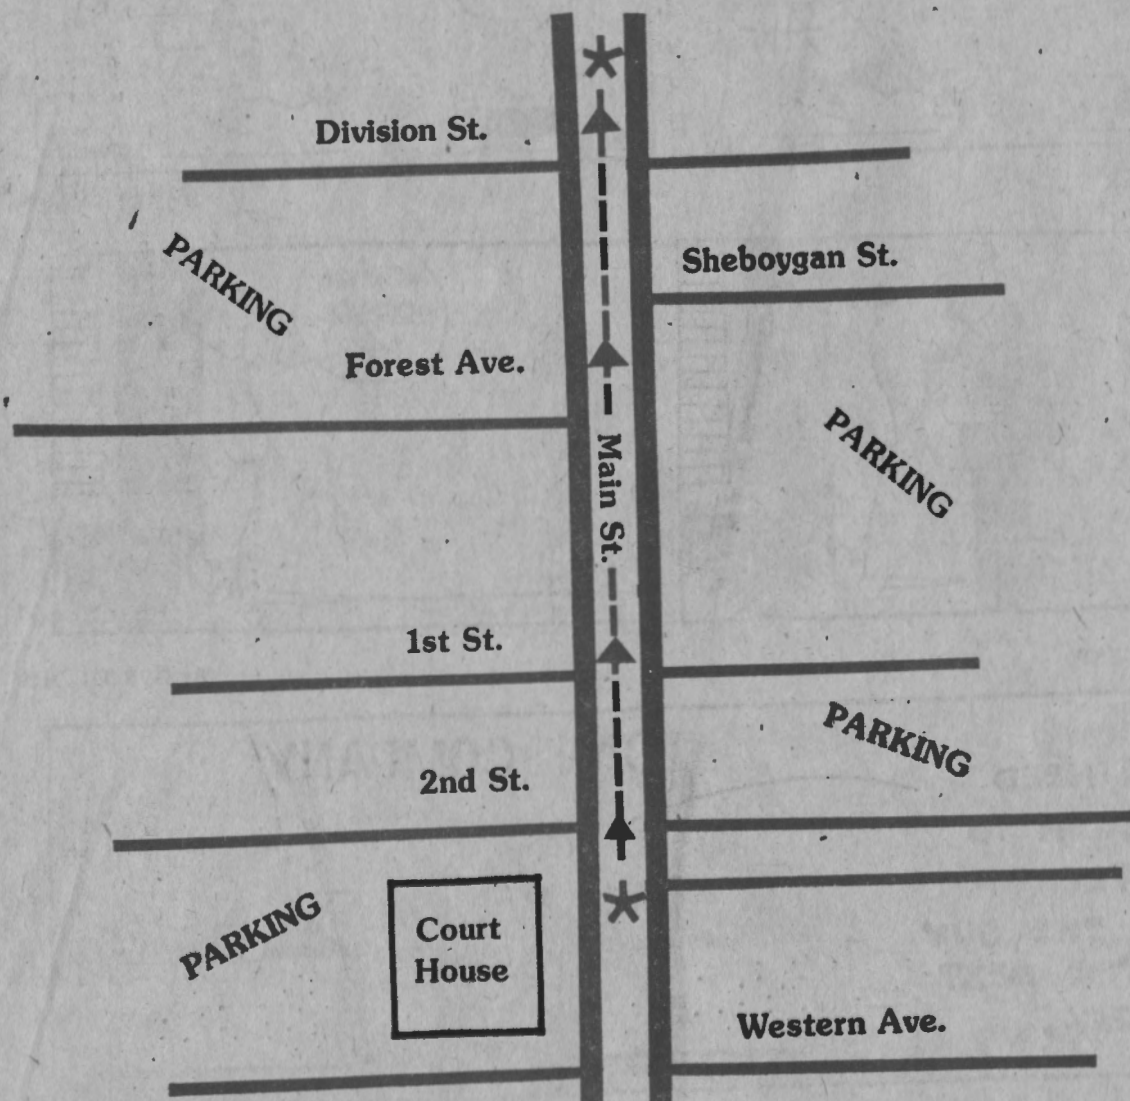 Division St.
Sheboygan St.
PARKING
Forest Ave.
PARKING
Main St.
1st St.
PARKING
2nd St.
PARKING
Court
House
Western Ave.